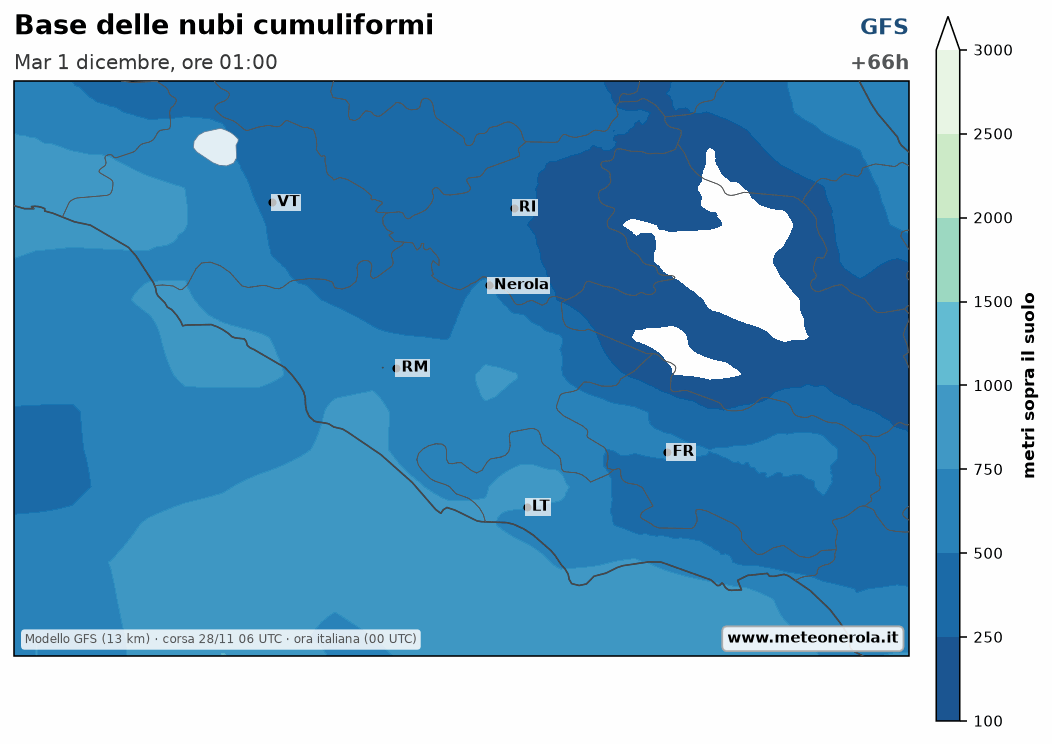 Base delle nubi cumuliformi
GFS
Mar 1 dicembre, ore 01:00
+66h
VT
RI
Nerola
RM
FR
LT
Modello GFS (13 km) · corsa 28/11 06 UTC · ora italiana (00 UTC)
www.meteonerola.it
3000
2500
2000
1500
1000
750
500
250
100
metri sopra il suolo